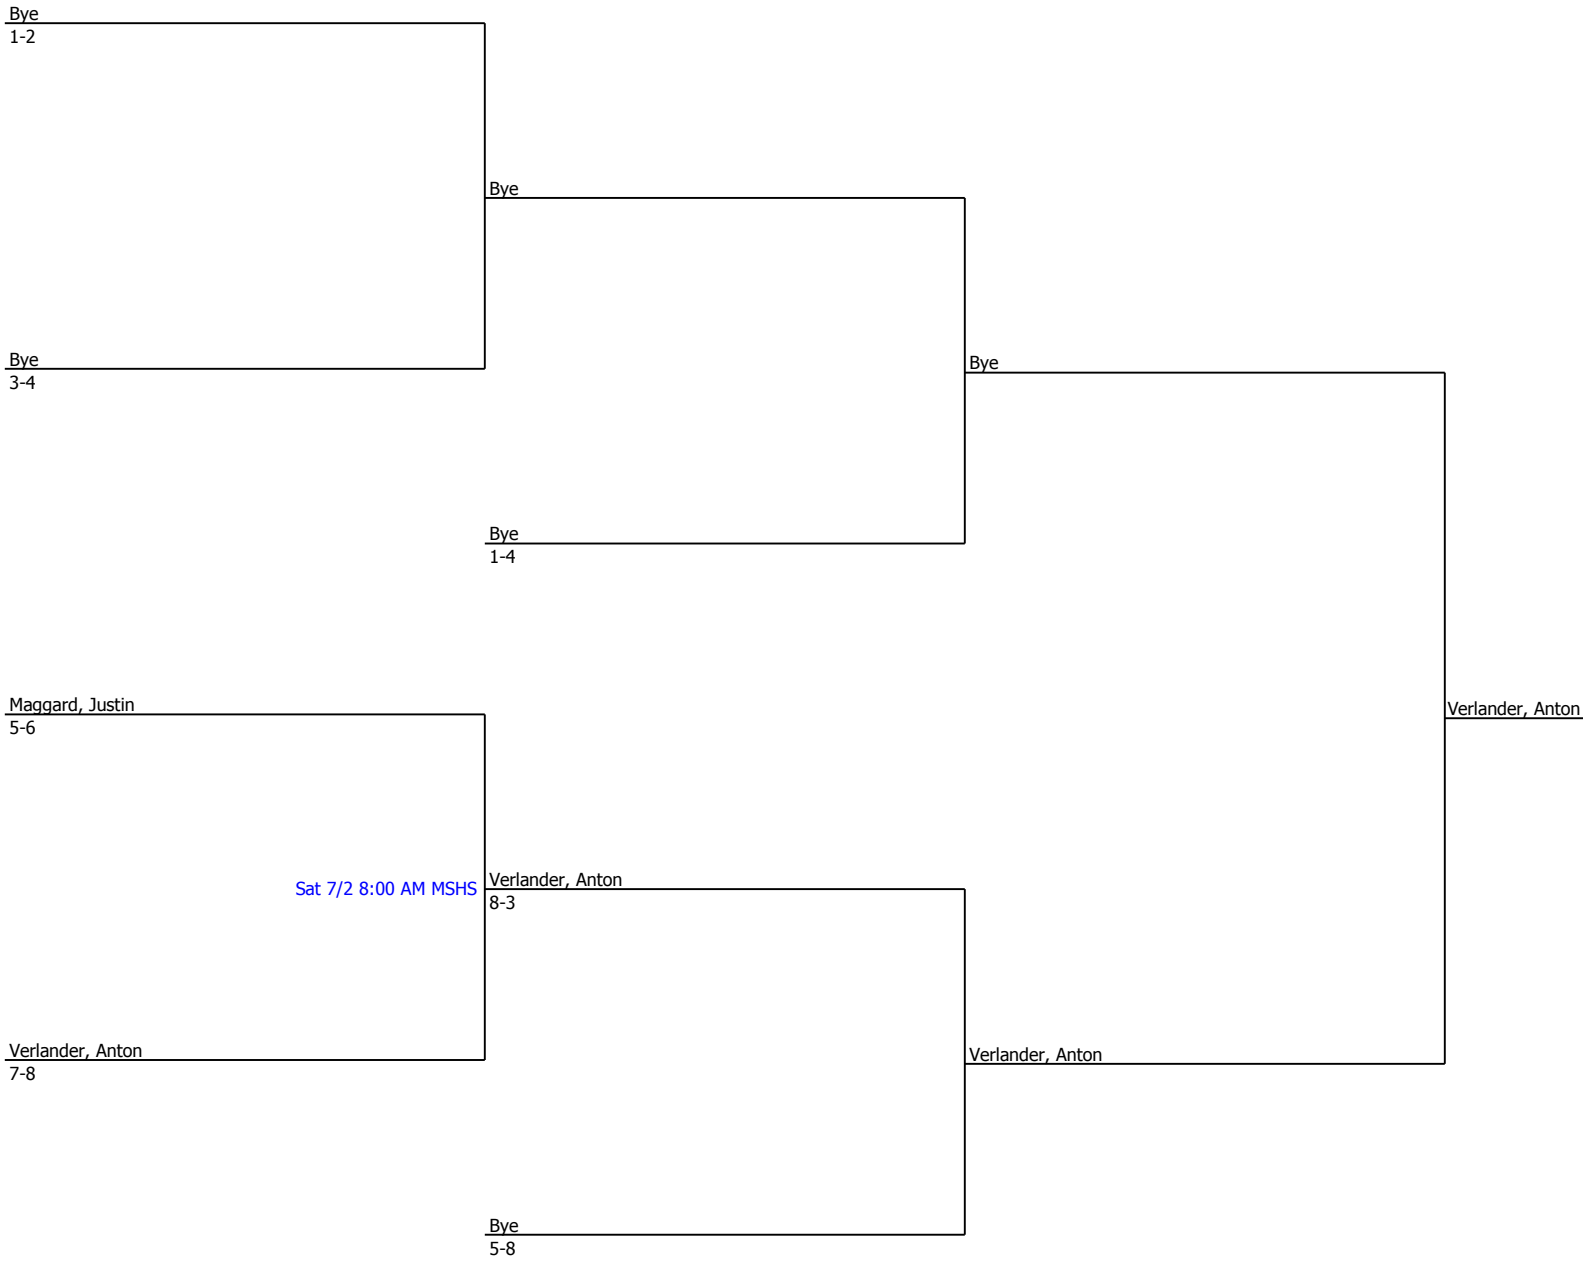 Bye
1-2
Bye
Bye
3-4
Bye
Bye
1-4
Maggard, Justin
5-6
Verlander, Anton
Sat 7/2 8:00 AM MSHS
Verlander, Anton
8-3
Verlander, Anton
7-8
Verlander, Anton
Bye
5-8